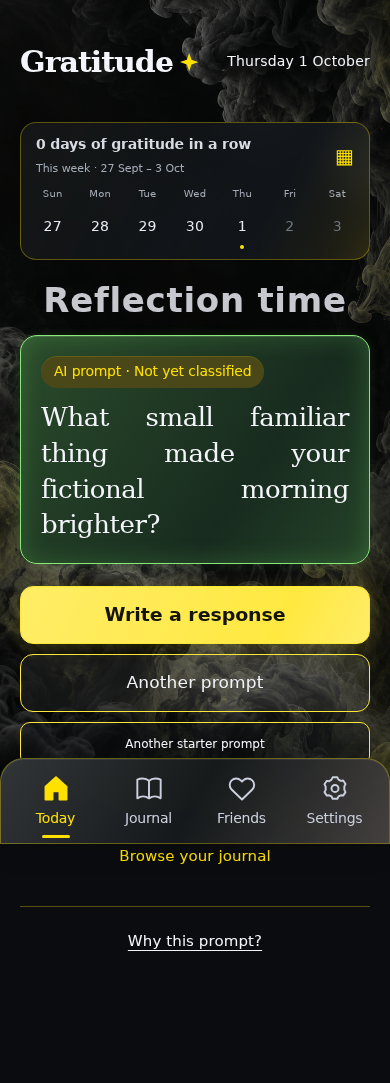 Gratitude
Thursday 1 October
0 days of gratitude in a row
This week · 27 Sept – 3 Oct
Sun Mon Tue Wed Thu Fri Sat
27 28 29 30 1 2 3
Reflection time
AI prompt · Not yet classified
What small familiar
thing made your
fictional morning
brighter?
Write a response
Another prompt
Another starter prompt
Today Journal Friends Settings
Browse your journal
Why this prompt?